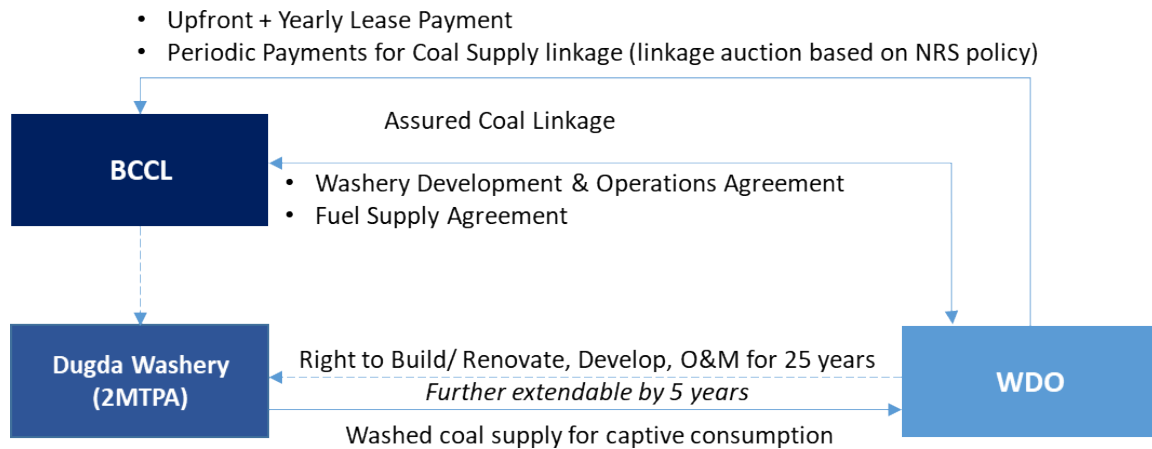 • Upfront + Yearly Lease Payment
• Periodic Payments for Coal Supply linkage (linkage auction based on NRS policy)
Assured Coal Linkage
BCCL
• Washery Development & Operations Agreement
• Fuel Supply Agreement
Dugda Washery
(2MTPA)
Right to Build/ Renovate, Develop, O&M for 25 years
Further extendable by 5 years
WDO
Washed coal supply for captive consumption